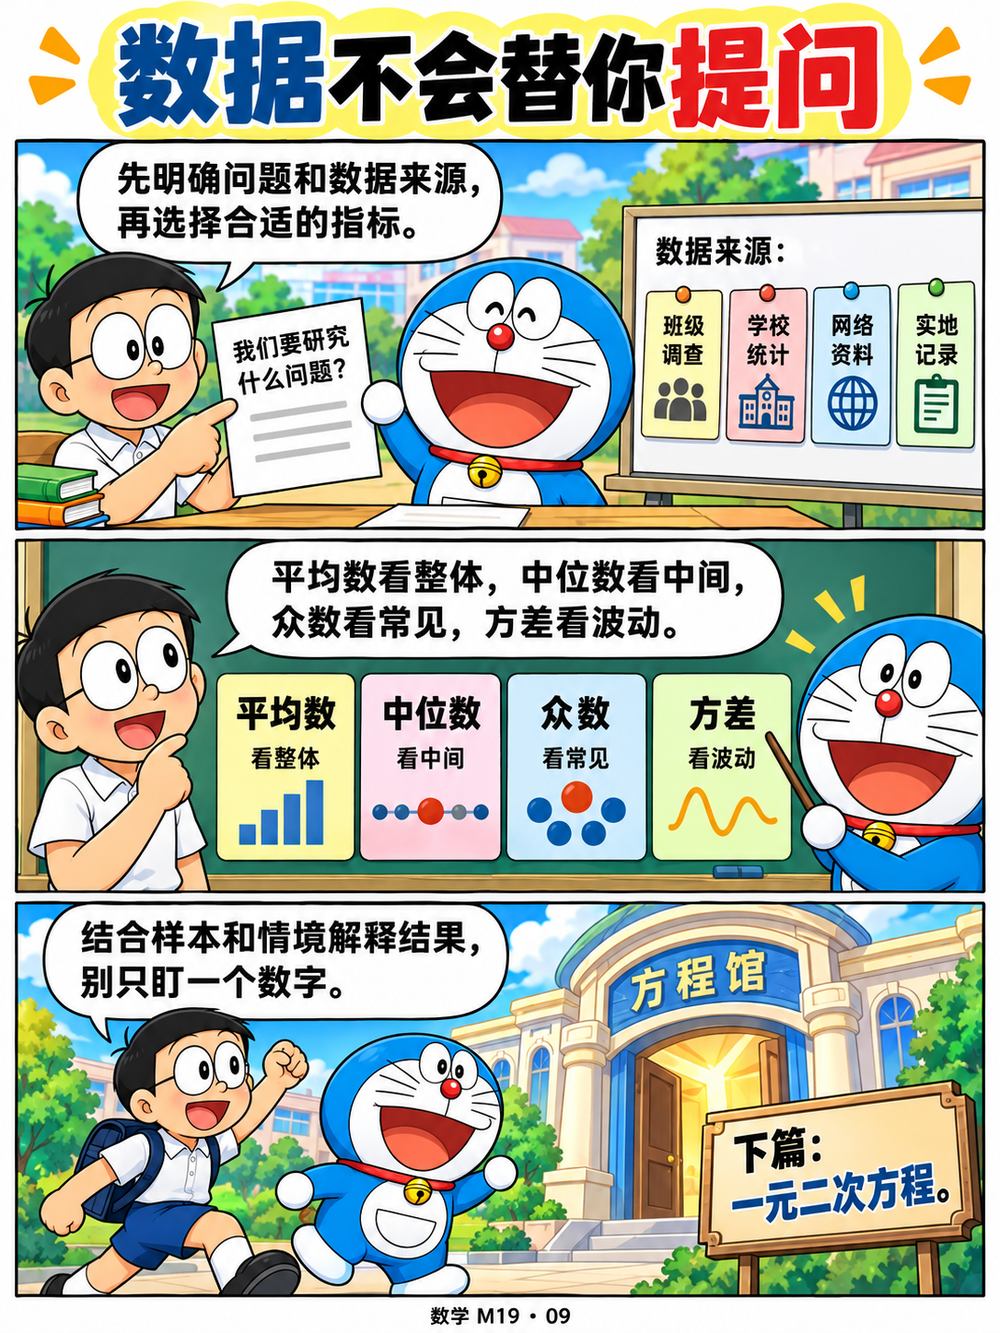 数据不会替你提问
先明确问题和数据来源，
再选择合适的指标。
我们要研究
什么问题？
数据来源：
班级
调查
学校
统计
网络
资料
实地
记录
平均数看整体，中位数看中间，
众数看常见，方差看波动。
平均数
看整体
中位数
看中间
众数
看常见
方差
看波动
结合样本和情境解释结果，
别只盯一个数字。
方程馆
下篇：
一元二次方程。
数学 M19 · 09